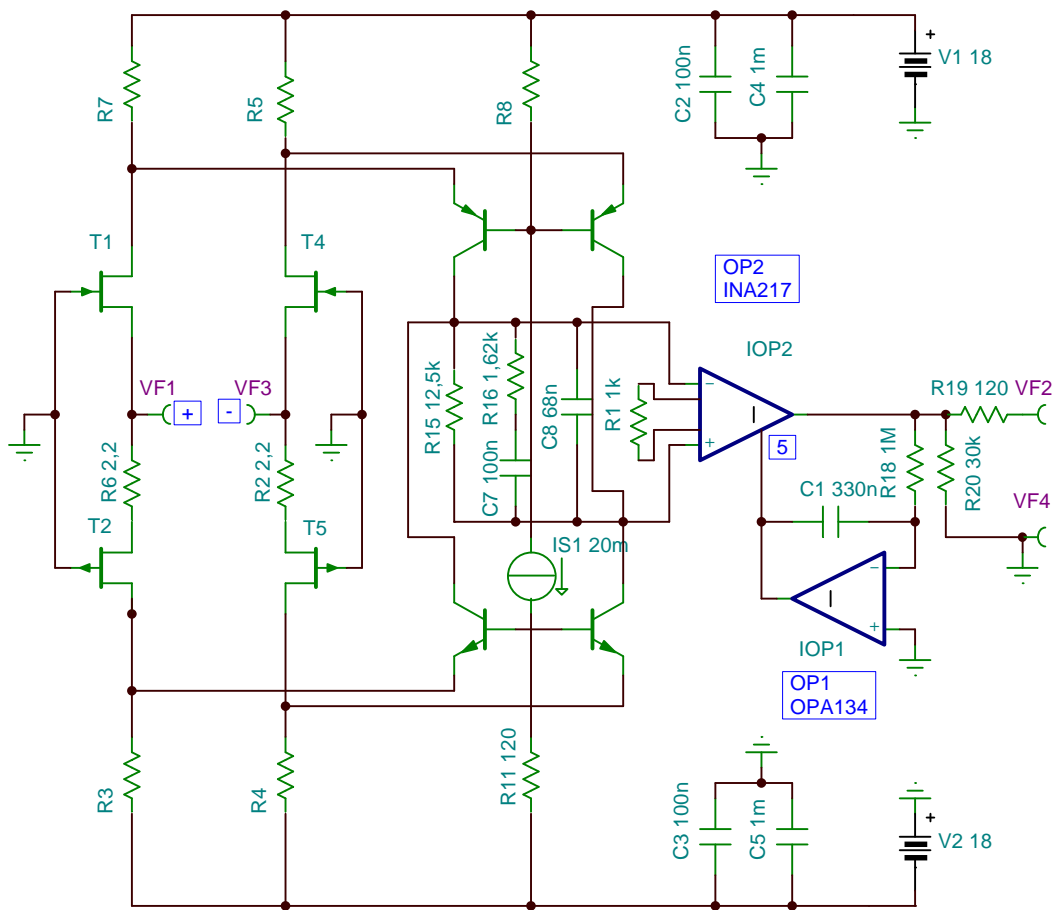 V1 18
C2 100n
C4 1m
R7
R5
R8
T1
T4
OP2
INA217
IOP2
VF1
+
-
VF3
R15 12,5k
R16 1,62k
C7 100n
C8 68n
R1 1k
−
+
5
R19 120
VF2
R18 1M
R20 30k
C1 330n
VF4
R6 2,2
R2 2,2
T2
T5
IS1 20m
−
+
IOP1
OP1
OPA134
R3
R4
R11 120
C3 100n
C5 1m
+
V2 18
+